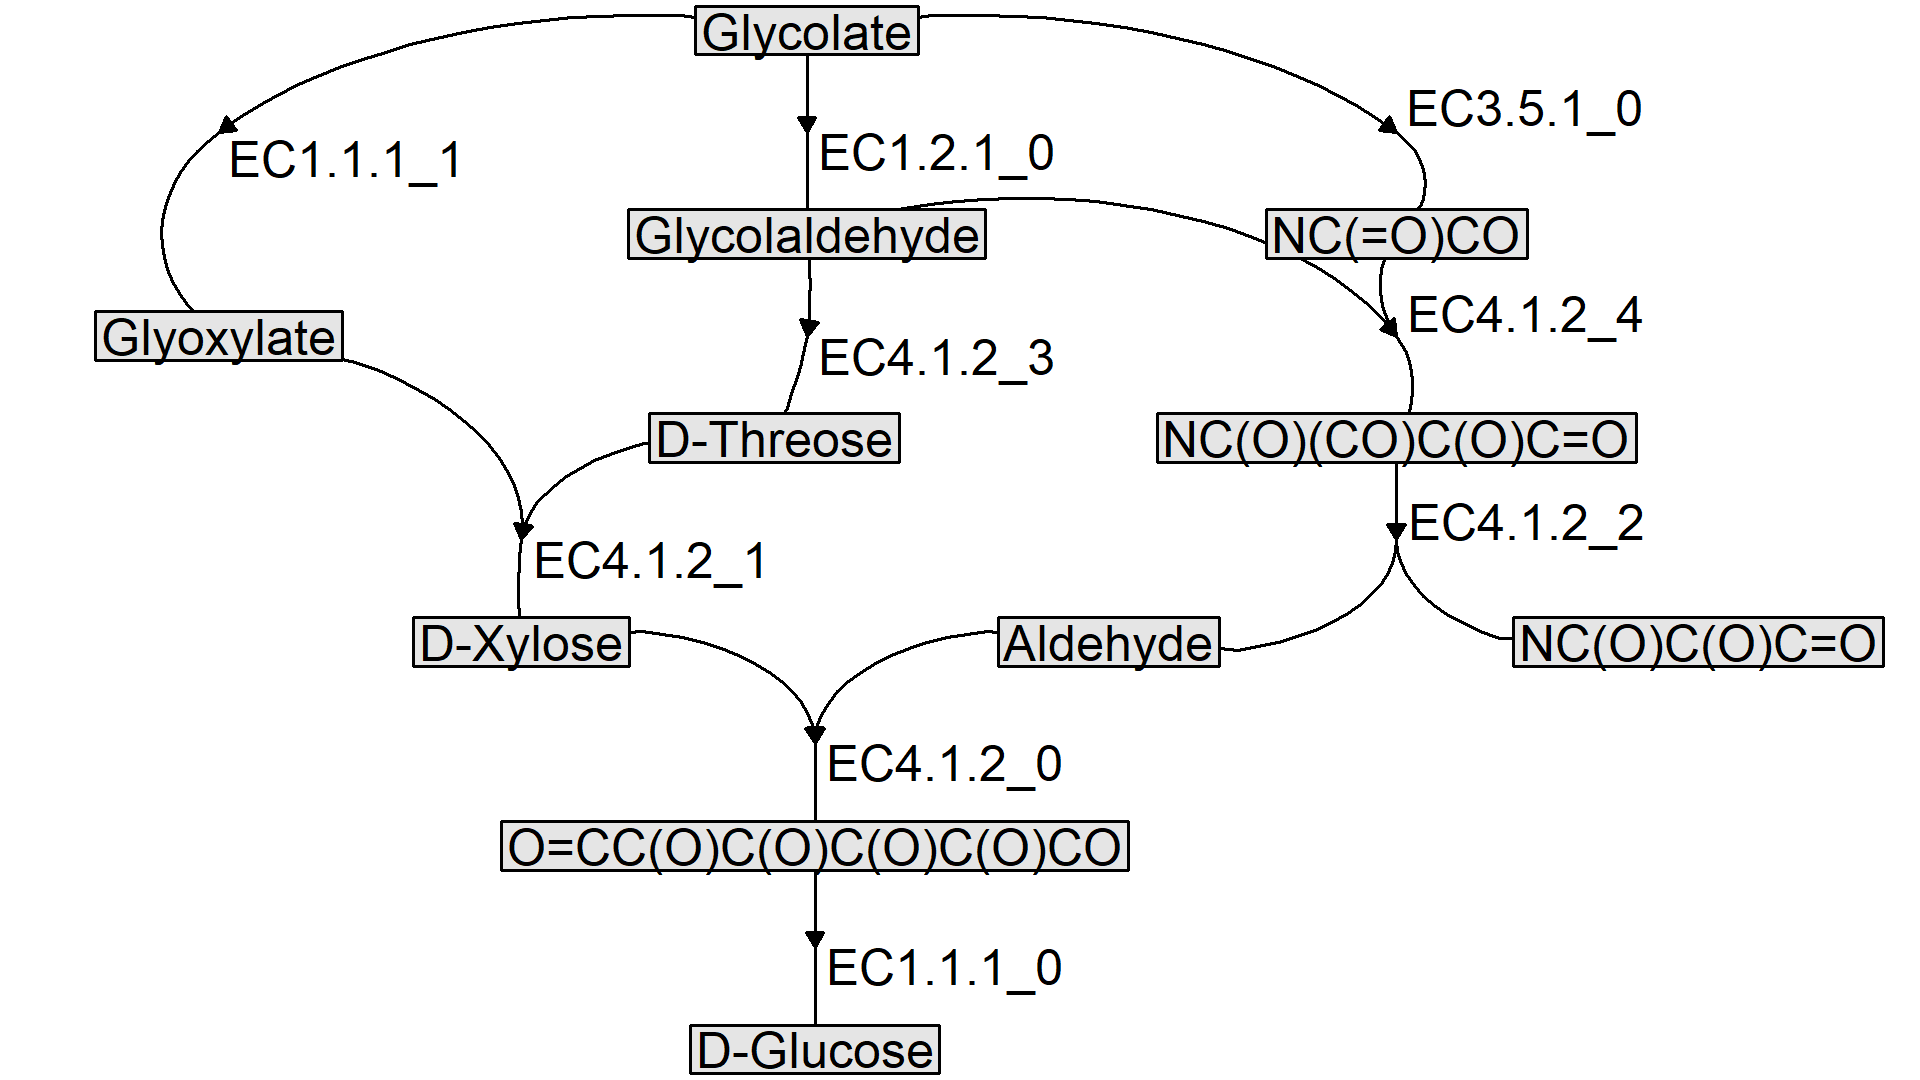 Glycolate
EC3.5.1_0
EC1.1.1_1
EC1.2.1_0
Glycolaldehyde
NC(=O)CO
Glyoxylate
EC4.1.2_3
EC4.1.2_4
D-Threose
NC(O)(CO)C(O)C=O
EC4.1.2_1
EC4.1.2_2
D-Xylose
Aldehyde
NC(O)C(O)C=O
EC4.1.2_0
O=CC(O)C(O)C(O)C(O)CO
EC1.1.1_0
D-Glucose